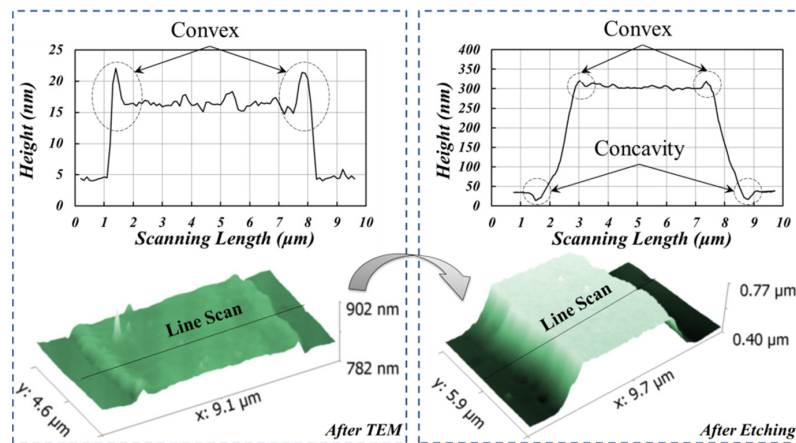 Convex
Height (nm)
25
20
15
10
5
0
0 1 2 3 4 5 6 7 8 9 10
Scanning Length (μm)
Line Scan
902 nm
782 nm
y: 4.6 μm
x: 9.1 μm
After TEM
Convex
Concavity
Height (nm)
400
350
300
250
200
150
100
50
0
0 1 2 3 4 5 6 7 8 9 10
Scanning Length (μm)
Line Scan
0.77 μm
0.40 μm
y: 5.9 μm
x: 9.7 μm
After Etching